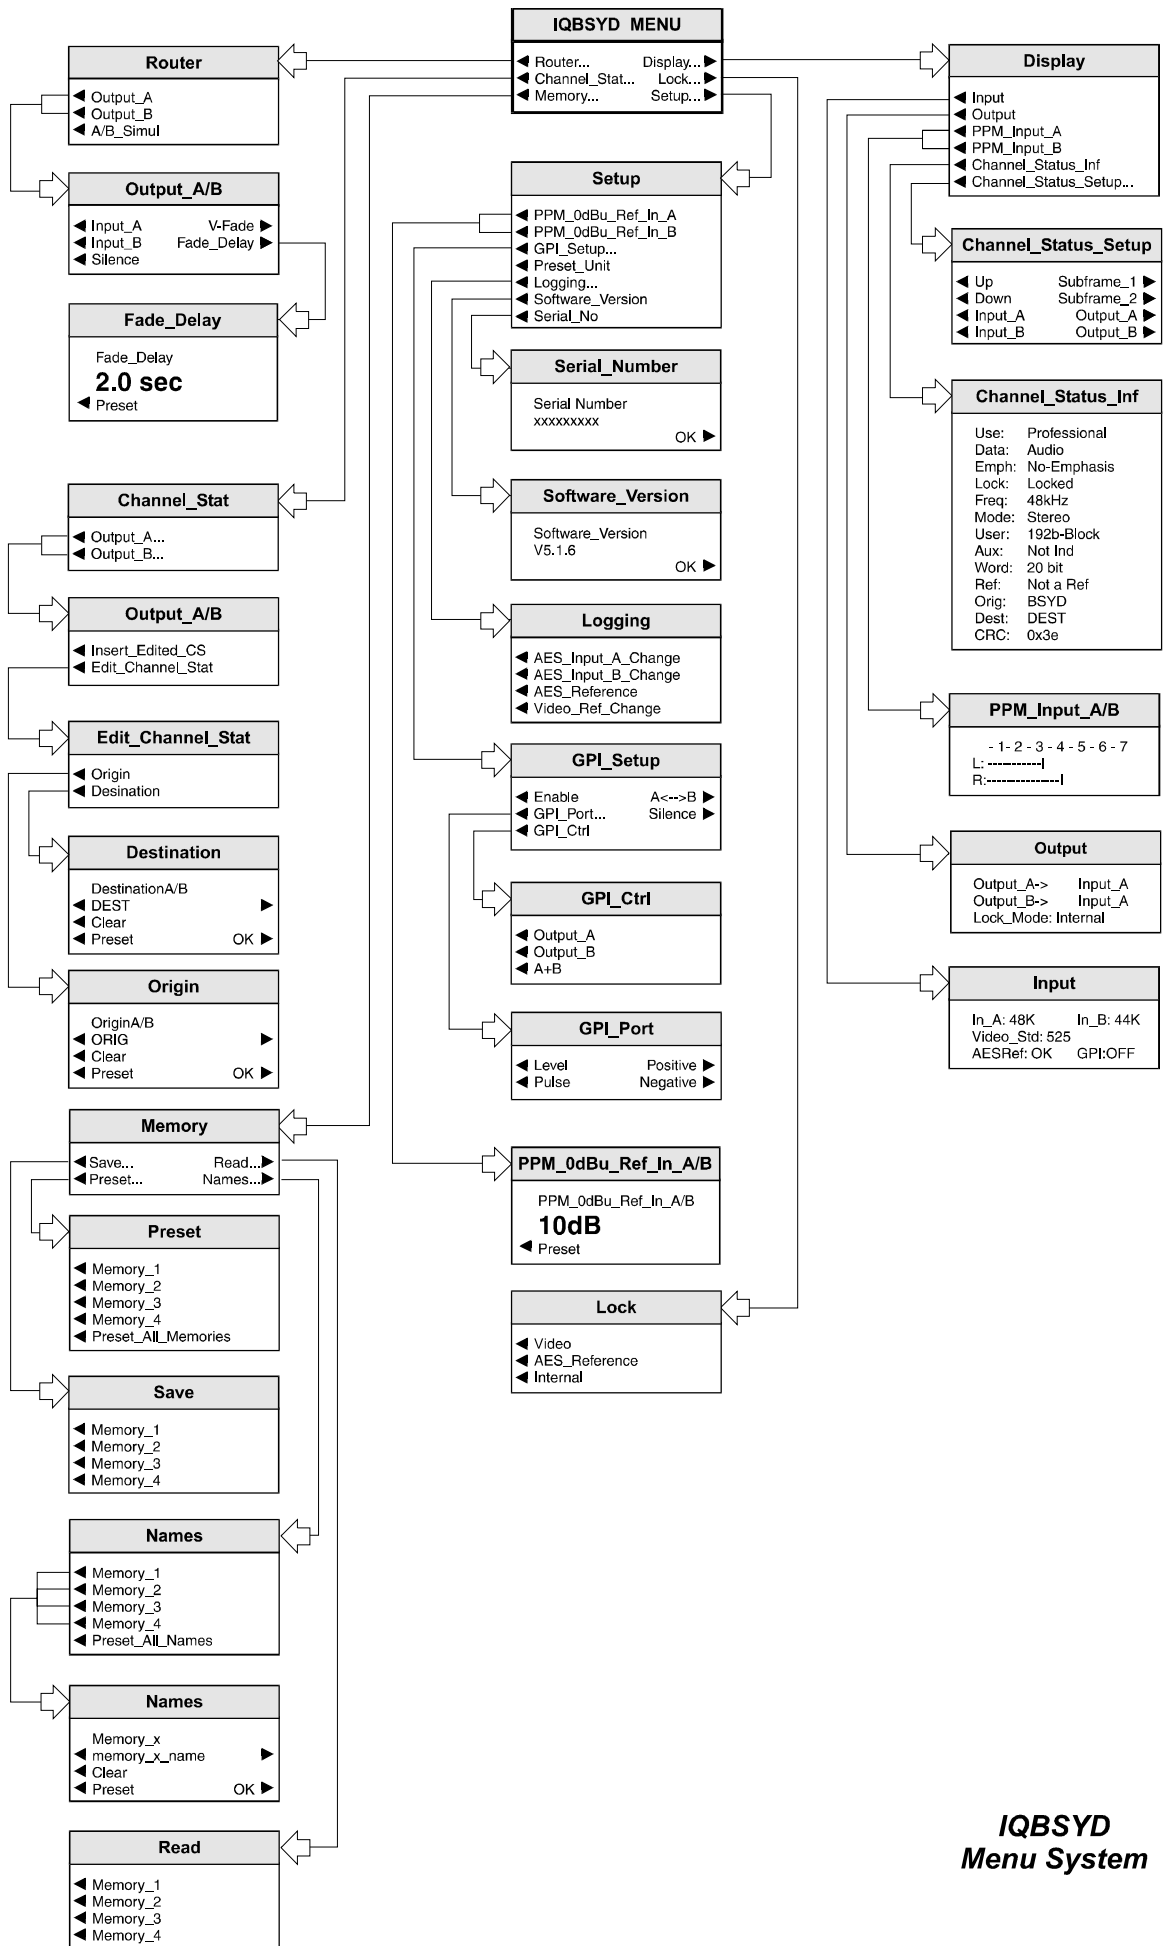 IQBSYD MENU
Router... Display...
Channel_Stat... Lock...
Memory... Setup...
Router
Output_A
Output_B
A/B_Simul
Output_A/B
Input_A V-Fade
Input_B Fade_Delay
Silence
Fade_Delay
Fade_Delay
2.0 sec
Preset
Channel_Stat
Output_A...
Output_B...
Output_A/B
Insert_Edited_CS
Edit_Channel_Stat
Edit_Channel_Stat
Origin
Desination
Destination
DestinationA/B
DEST
Clear
Preset OK
Origin
OriginA/B
ORIG
Clear
Preset OK
Memory
Save... Read...
Preset... Names...
Preset
Memory_1
Memory_2
Memory_3
Memory_4
Preset_All_Memories
Save
Memory_1
Memory_2
Memory_3
Memory_4
Names
Memory_1
Memory_2
Memory_3
Memory_4
Preset_All_Names
Names
Memory_x
memory_x_name
Clear
Preset OK
Read
Memory_1
Memory_2
Memory_3
Memory_4
Setup
PPM_0dBu_Ref_In_A
PPM_0dBu_Ref_In_B
GPI_Setup...
Preset_Unit
Logging...
Software_Version
Serial_No
Serial_Number
Serial Number
xxxxxxxxx
OK
Software_Version
Software_Version
V5.1.6
OK
Logging
AES_Input_A_Change
AES_Input_B_Change
AES_Reference
Video_Ref_Change
GPI_Setup
Enable A<-->B
GPI_Port... Silence
GPI_Ctrl
GPI_Ctrl
Output_A
Output_B
A+B
GPI_Port
Level Positive
Pulse Negative
PPM_0dBu_Ref_In_A/B
PPM_0dBu_Ref_In_A/B
10dB
Preset
Lock
Video
AES_Reference
Internal
Display
Input
Output
PPM_Input_A
PPM_Input_B
Channel_Status_Inf
Channel_Status_Setup...
Channel_Status_Setup
Up Subframe_1
Down Subframe_2
Input_A Output_A
Input_B Output_B
Channel_Status_Inf
Use: Professional
Data: Audio
Emph: No-Emphasis
Lock: Locked
Freq: 48kHz
Mode: Stereo
User: 192b-Block
Aux: Not Ind
Word: 20 bit
Ref: Not a Ref
Orig: BSYD
Dest: DEST
CRC: 0x3e
PPM_Input_A/B
- 1- 2 - 3 - 4 - 5 - 6 - 7
L: -----------l
R:---------------l
Output
Output_A-> Input_A
Output_B-> Input_A
Lock_Mode: Internal
Input
In_A: 48K In_B: 44K
Video_Std: 525
AESRef: OK GPI:OFF
IQBSYD
Menu System